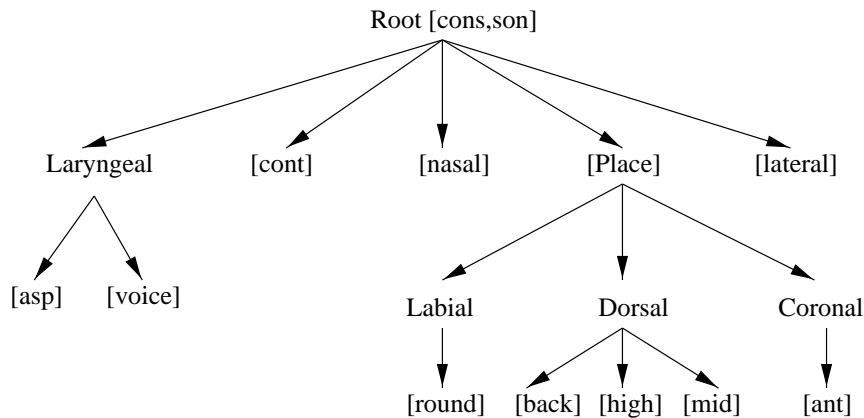 Root [cons,son]
Laryngeal [cont] [nasal] [Place] [lateral]
[asp] [voice] Labial Dorsal Coronal
[round] [back] [high] [mid] [ant]